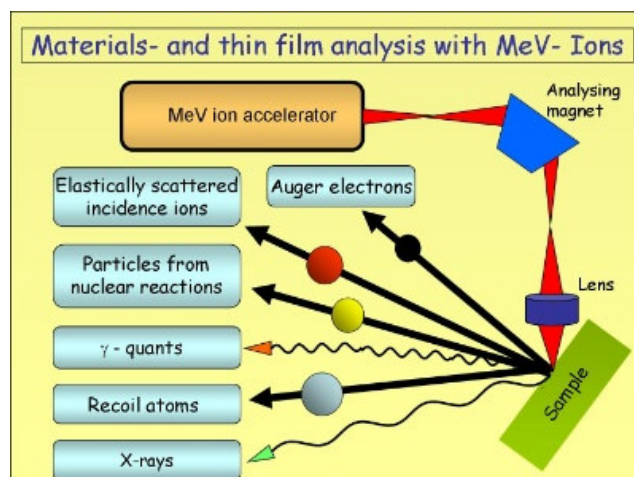 Materials- and thin film analysis with MeV- Ions
MeV ion accelerator
Analysing
magnet
Elastically scattered
incidence ions
Auger electrons
Particles from
nuclear reactions
Lens
γ - quants
Recoil atoms
Sample
X-rays